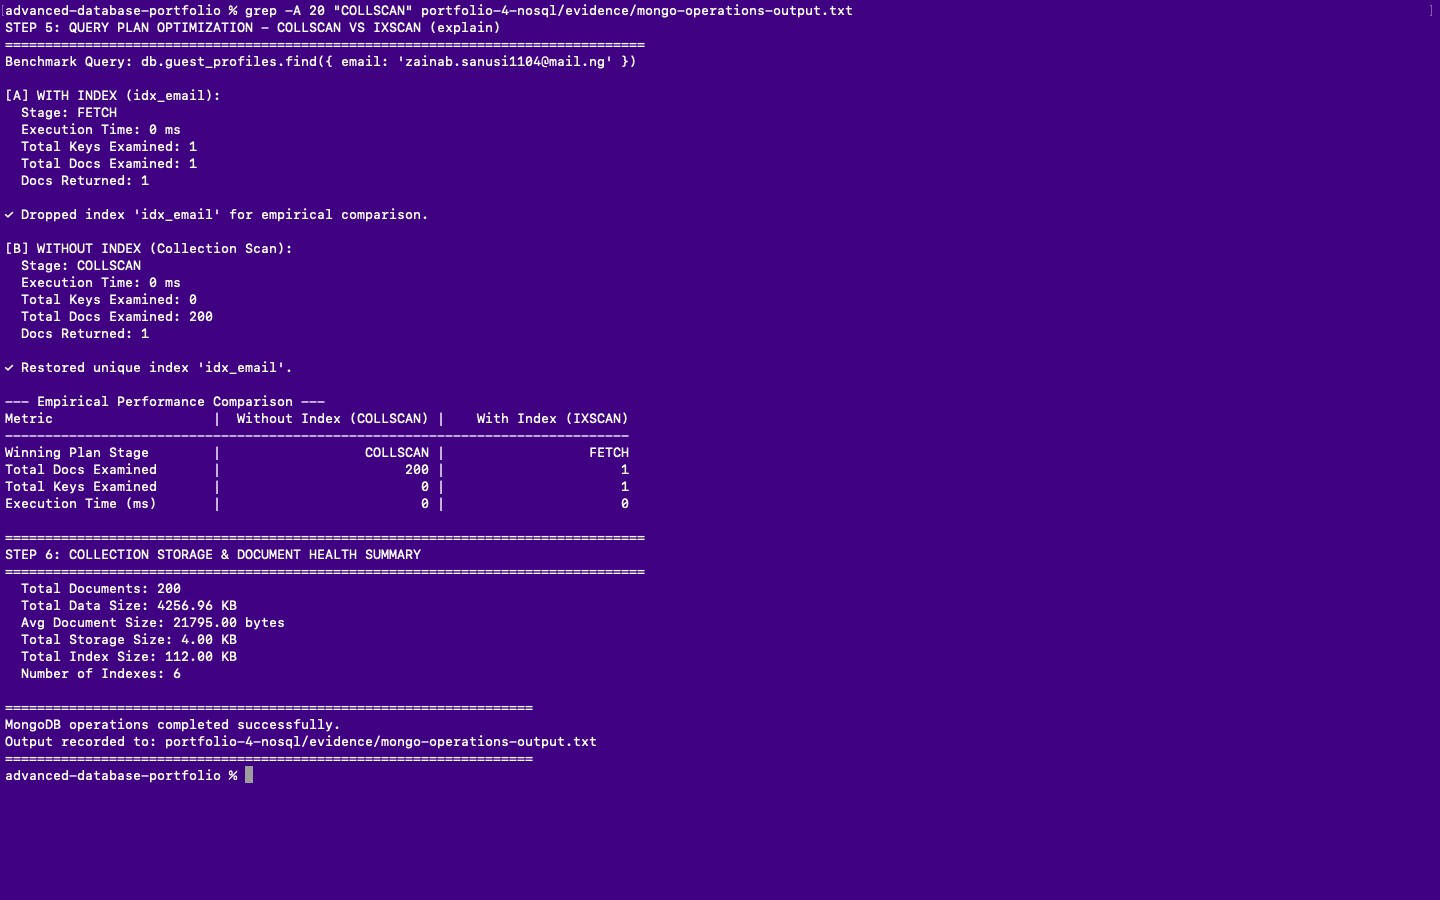 [advanced-database-portfolio % grep -A 20 "COLLSCAN" portfolio-4-nosql/evidence/mongo-operations-output.txt ]
STEP 5: QUERY PLAN OPTIMIZATION - COLLSCAN VS IXSCAN (explain)
================================================================================
Benchmark Query: db.guest_profiles.find({ email: 'zainab.sanusi1104@mail.ng' })

[A] WITH INDEX (idx_email):
  Stage: FETCH
  Execution Time: 0 ms
  Total Keys Examined: 1
  Total Docs Examined: 1
  Docs Returned: 1

✓ Dropped index 'idx_email' for empirical comparison.

[B] WITHOUT INDEX (Collection Scan):
  Stage: COLLSCAN
  Execution Time: 0 ms
  Total Keys Examined: 0
  Total Docs Examined: 200
  Docs Returned: 1

✓ Restored unique index 'idx_email'.

--- Empirical Performance Comparison ---
Metric                    |  Without Index (COLLSCAN) |    With Index (IXSCAN)
------------------------------------------------------------------------------
Winning Plan Stage        |                  COLLSCAN |                  FETCH
Total Docs Examined       |                       200 |                      1
Total Keys Examined       |                         0 |                      1
Execution Time (ms)       |                         0 |                      0

================================================================================
STEP 6: COLLECTION STORAGE & DOCUMENT HEALTH SUMMARY
================================================================================
  Total Documents: 200
  Total Data Size: 4256.96 KB
  Avg Document Size: 21795.00 bytes
  Total Storage Size: 4.00 KB
  Total Index Size: 112.00 KB
  Number of Indexes: 6

==================================================================
MongoDB operations completed successfully.
Output recorded to: portfolio-4-nosql/evidence/mongo-operations-output.txt
==================================================================
advanced-database-portfolio %